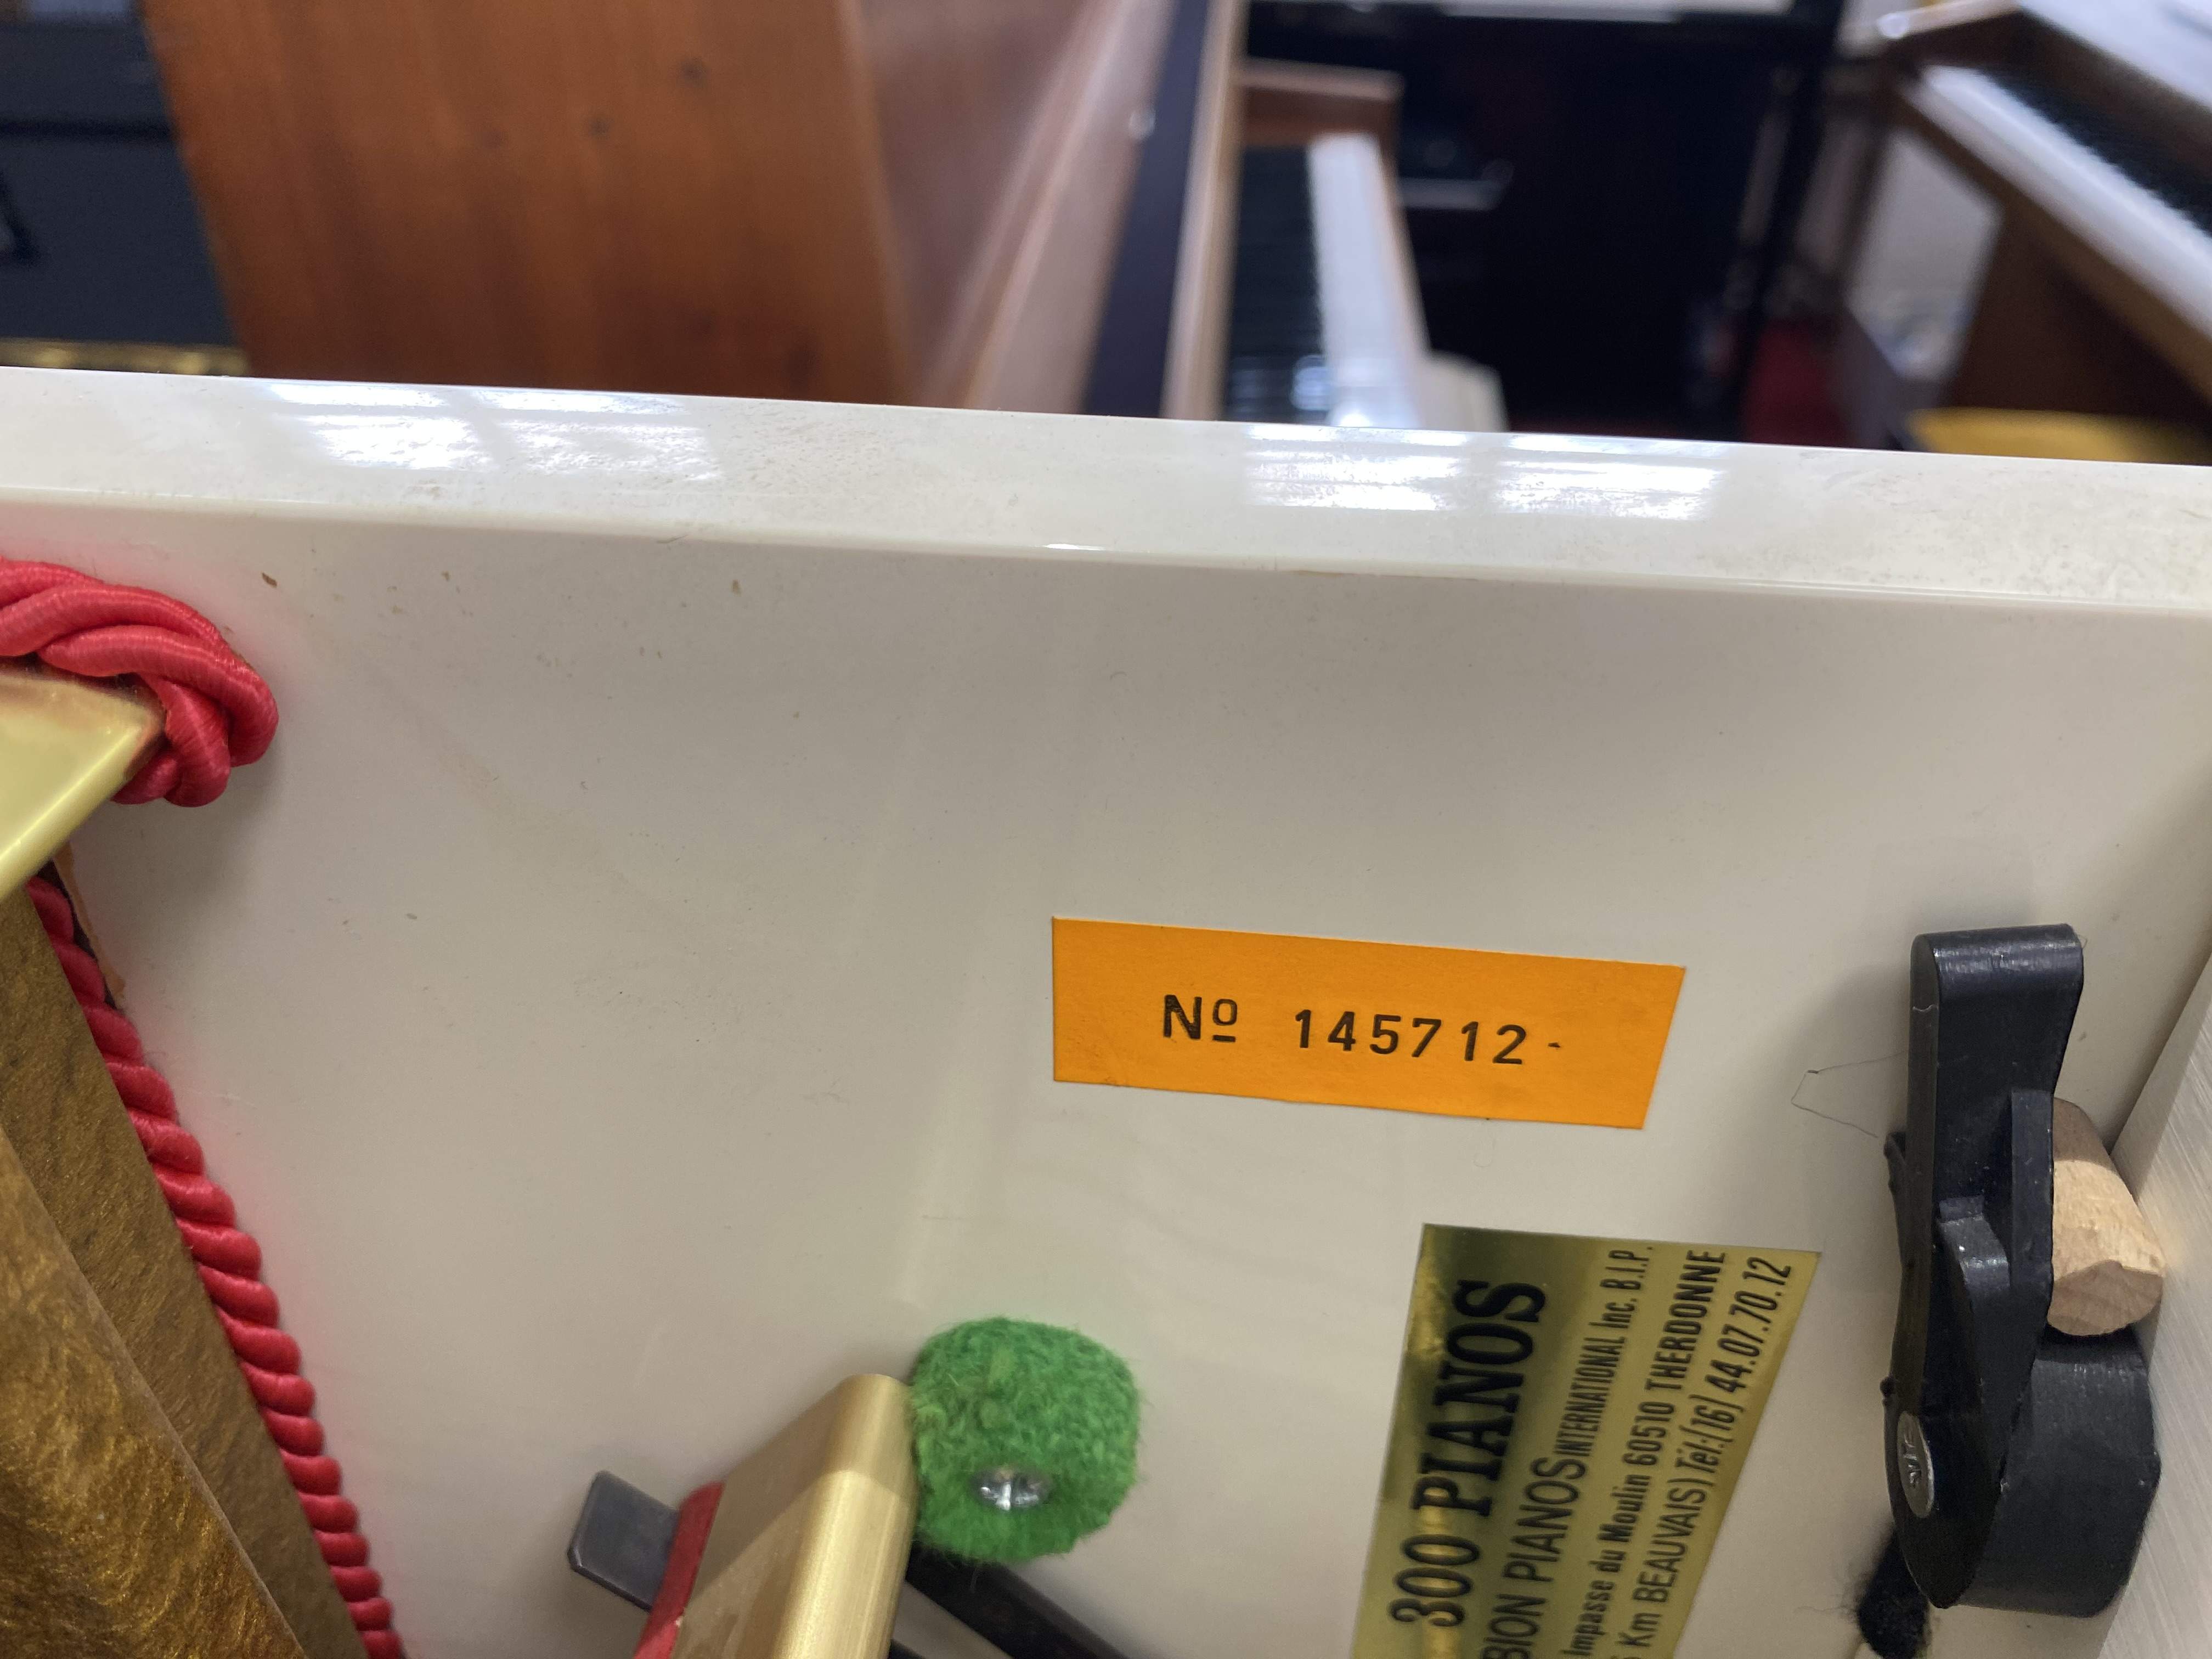 Nº 145712-
300 PIANOS
BION PIANOS INTERNATIONAL Inc. B.I.P.
Impasse du Moulin 60510 THERDONNE
Km BEAUVAIS) Tél.(16) 44.07.70.12